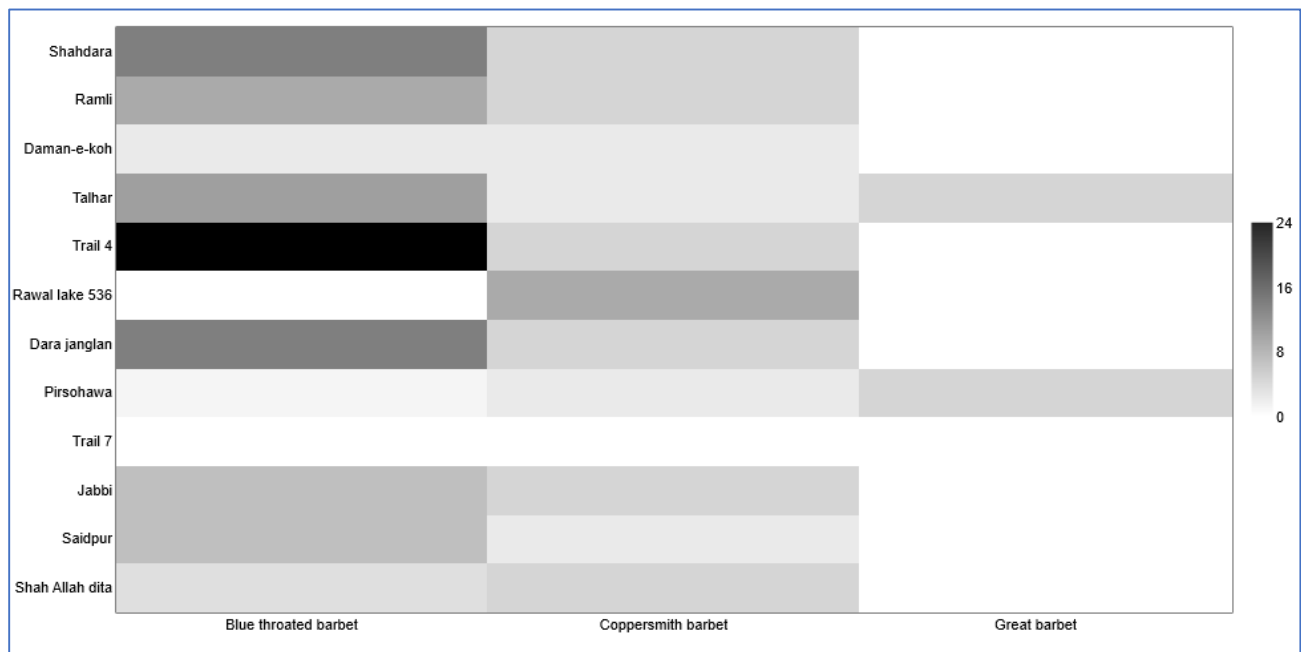 Shahdara
Ramli
Daman-e-koh
Talhar
Trail 4
Rawal lake 536
Dara janglan
Pirsohawa
Trail 7
Jabbi
Saidpur
Shah Allah dita
24
16
8
0
Blue throated barbet
Coppersmith barbet
Great barbet